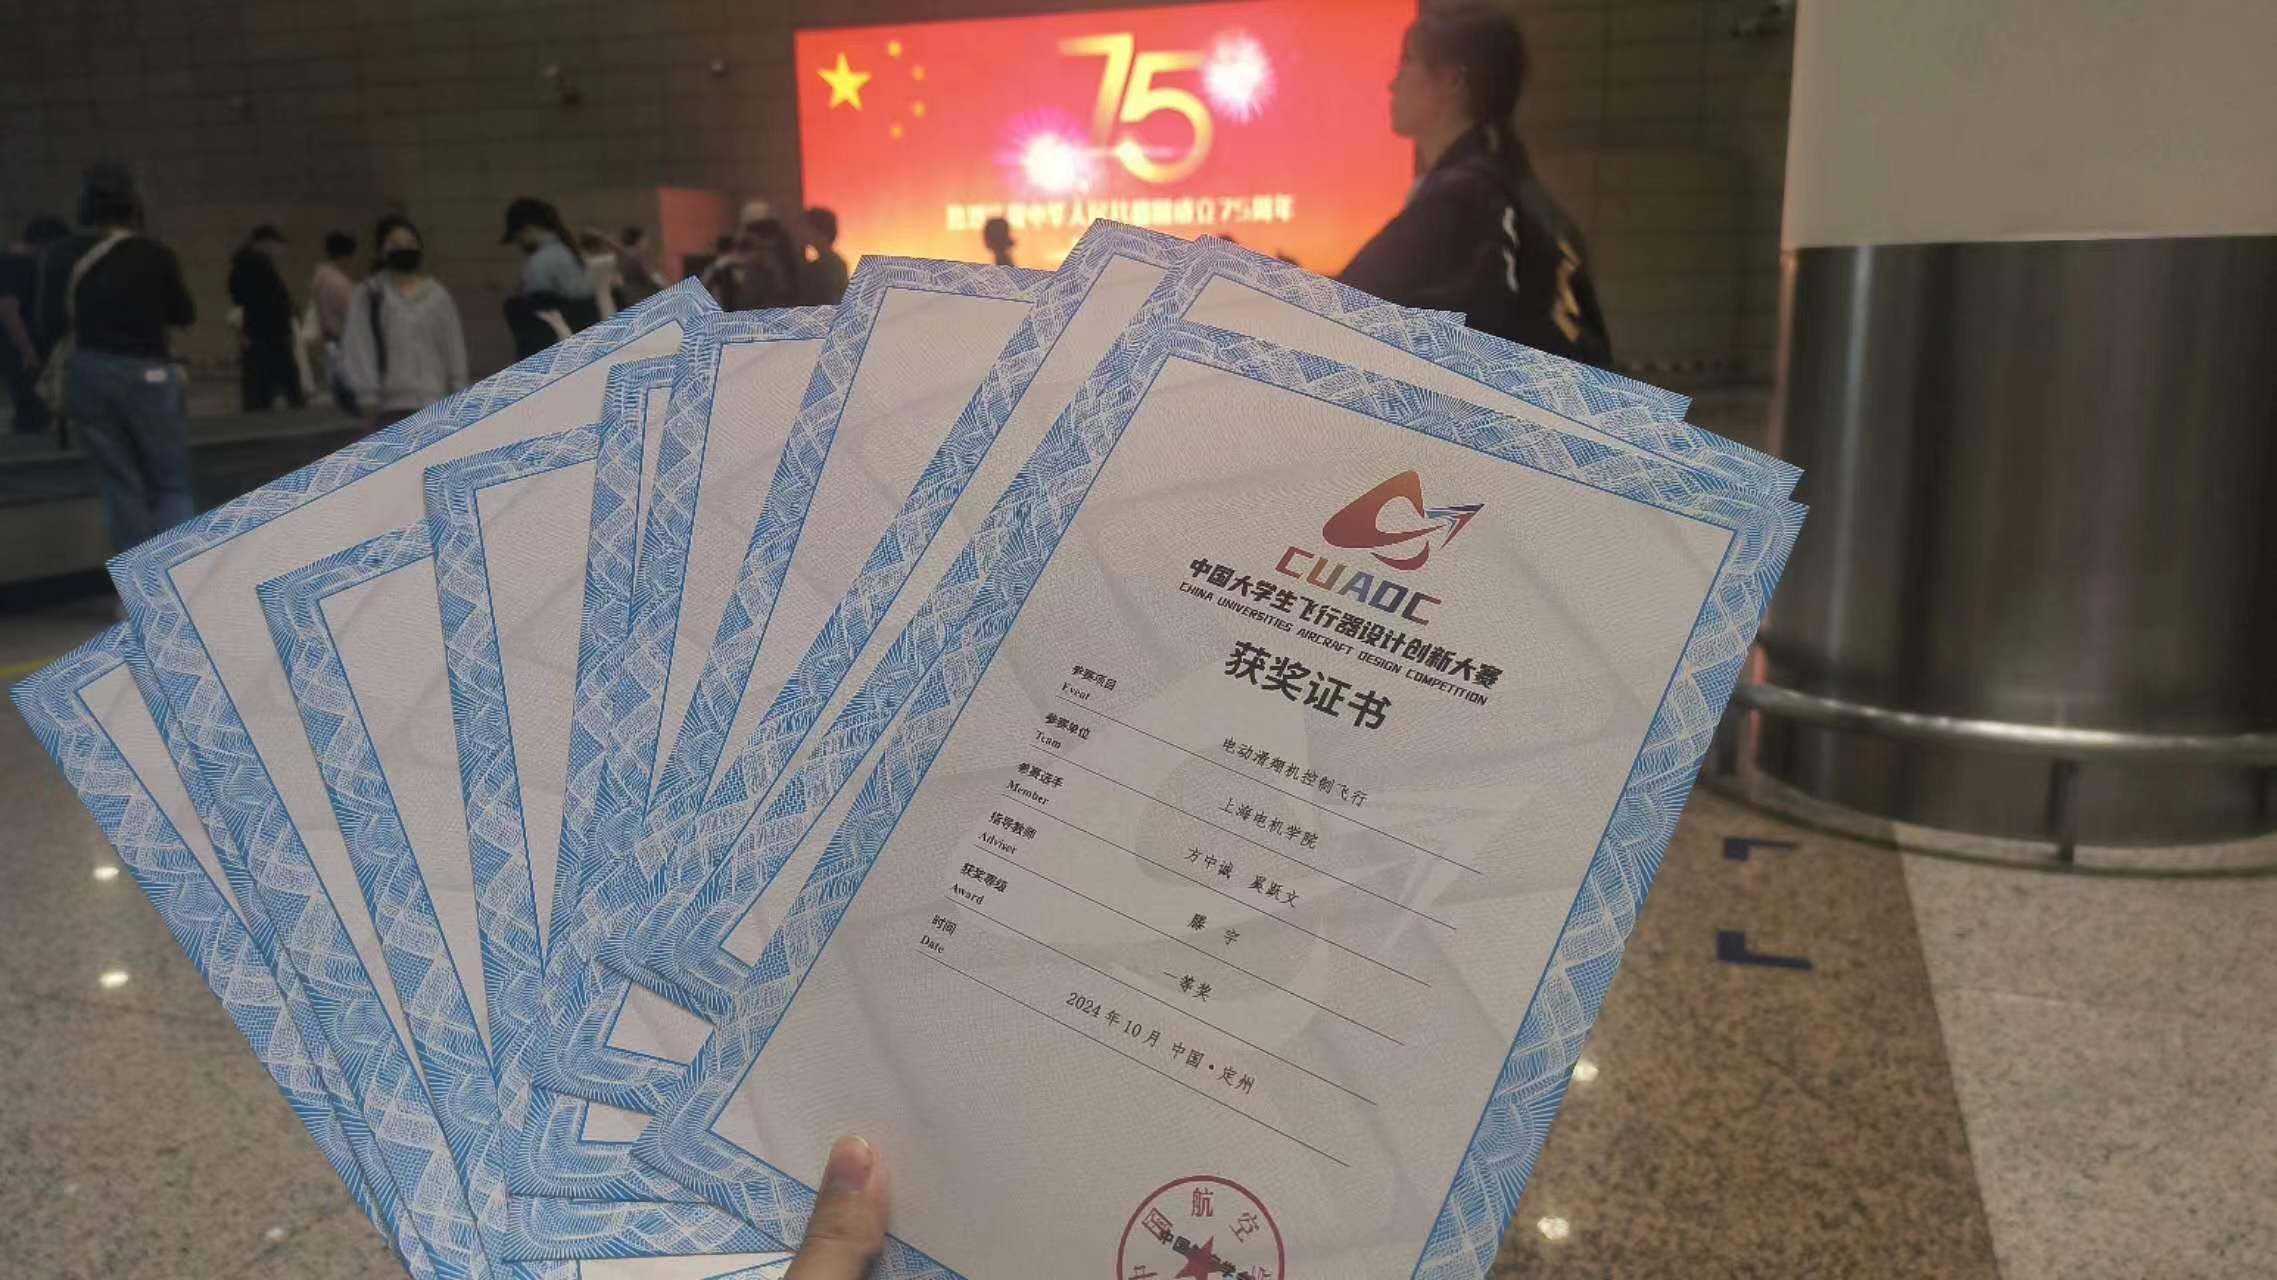 75
中华人民共和国成立75周年
CUADC
中国大学生飞行器设计创新大赛
CHINA UNIVERSITIES AIRCRAFT DESIGN COMPETITION
获奖证书
参赛项目 电动滑翔机控制飞行
Event
参赛单位 上海电机学院
Team
参赛选手 方中诚 奚跃文
Member
指导教师 滕 宇
Adviser
获奖等级 一等奖
Award
时间 2024 年 10 月 中国·定州
Date
中国航空